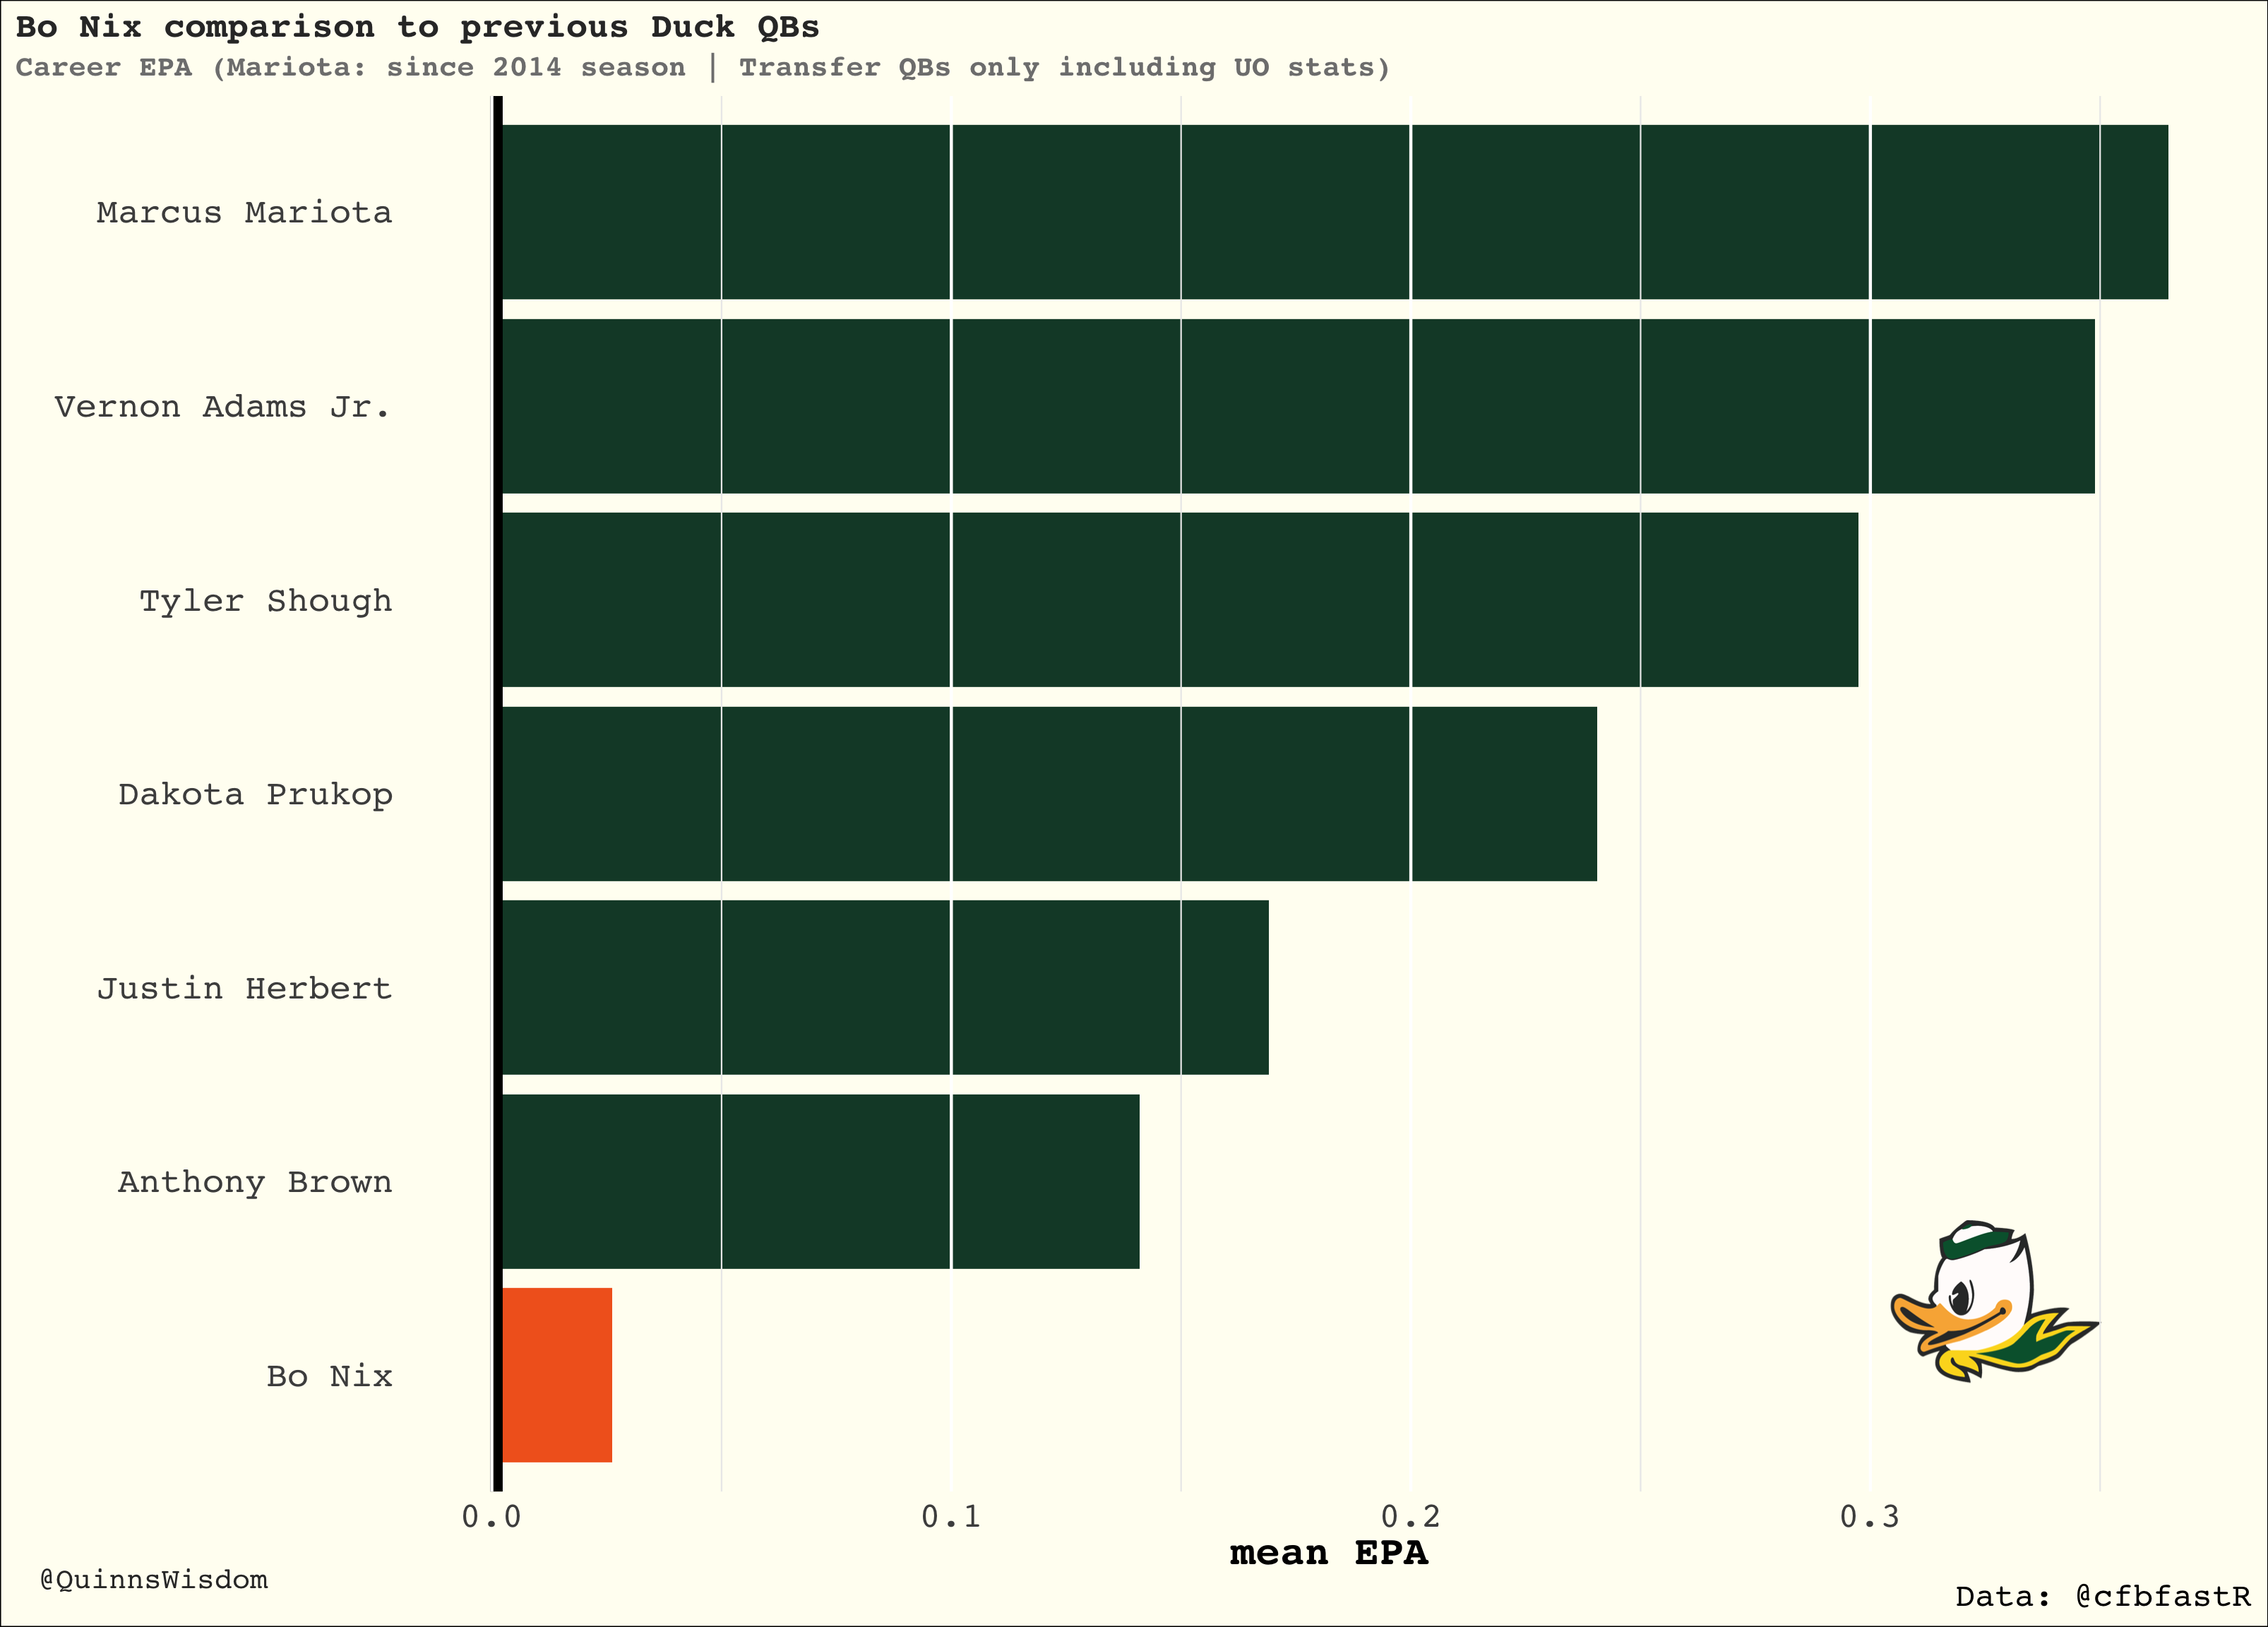 Bo Nix comparison to previous Duck QBs
Career EPA (Mariota: since 2014 season | Transfer QBs only including UO stats)
Marcus Mariota
Vernon Adams Jr.
Tyler Shough
Dakota Prukop
Justin Herbert
Anthony Brown
Bo Nix
0.0 0.1 0.2 0.3
mean EPA
@QuinnsWisdom
Data: @cfbfastR